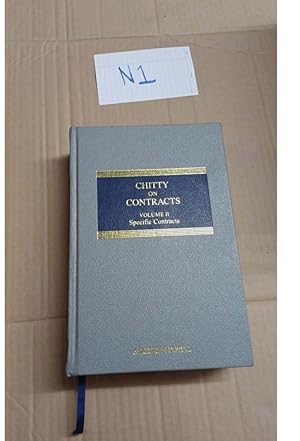 N1
CHITTY
ON
CONTRACTS
VOLUME II
Specific Contracts